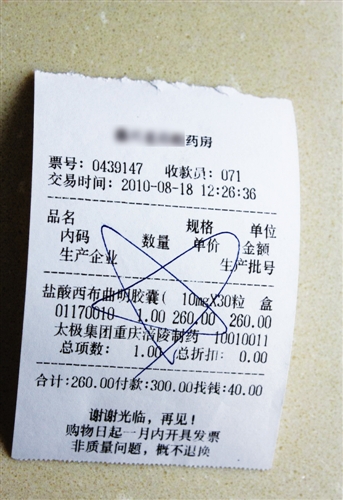 药房
票号: 0439147 收款员: 071
交易时间: 2010-08-18 12:26:36
品名 规格 单位
内码 数量 单价 金额
生产企业 生产批号
盐酸西布曲明胶囊( 10mgX30粒 盒
01170010 1.00 260.00 260.00
太极集团重庆涪陵制药 10010011
总项数: 1.00 总折扣: 0.00
合计:260.00付款:300.00找钱:40.00
谢谢光临，再见！
购物日起一月内开具发票
非质量问题，概不退换